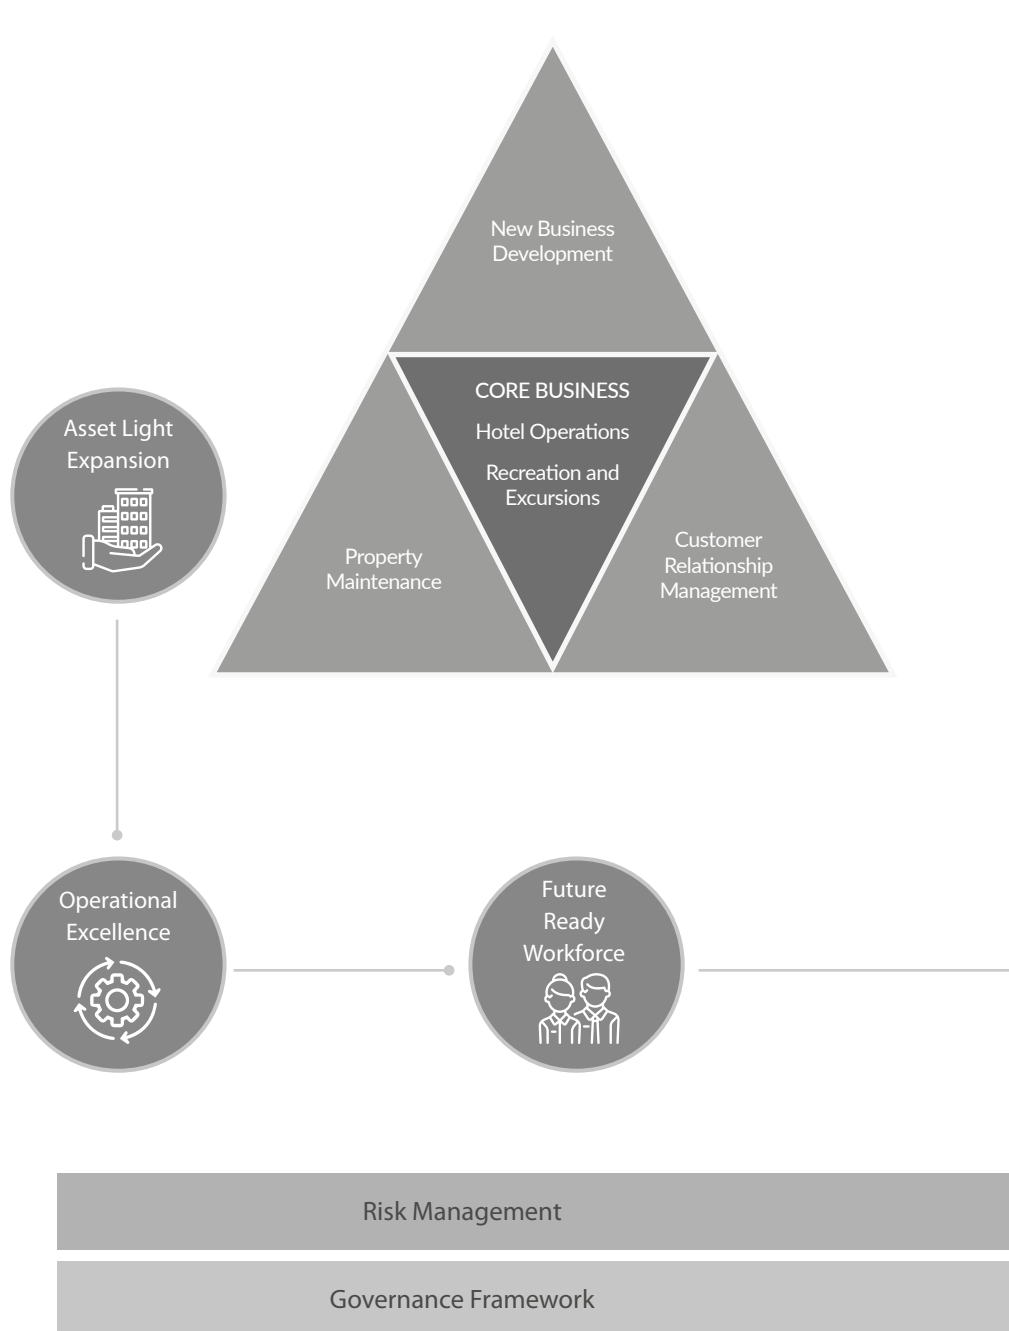 New Business
Development
CORE BUSINESS
Hotel Operations
Recreation and
Excursions
Asset Light
Expansion
Property
Maintenance
Customer
Relationship
Management
Operational
Excellence
Future
Ready
Workforce
Risk Management
Governance Framework